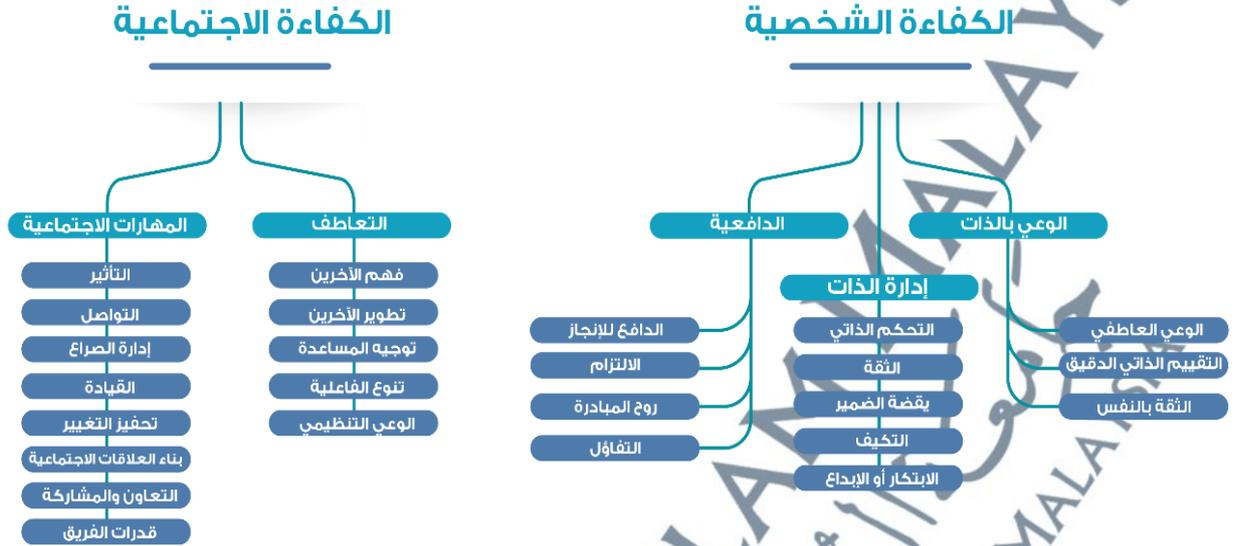 الكفاءة الشخصية
الوعي بالذات
الوعي العاطفي
التقييم الذاتي الدقيق
الثقة بالنفس
إدارة الذات
التحكم الذاتي
الثقة
يقضة الضمير
التكيف
الابتكار أو الإبداع
الدافعية
الدافع للإنجاز
الالتزام
روح المبادرة
التفاؤل
الكفاءة الاجتماعية
التعاطف
فهم الآخرين
تطوير الآخرين
توجيه المساعدة
تنوع الفاعلية
الوعي التنظيمي
المهارات الاجتماعية
التأثير
التواصل
إدارة الصراع
القيادة
تحفيز التغيير
بناء العلاقات الاجتماعية
التعاون والمشاركة
قدرات الفريق